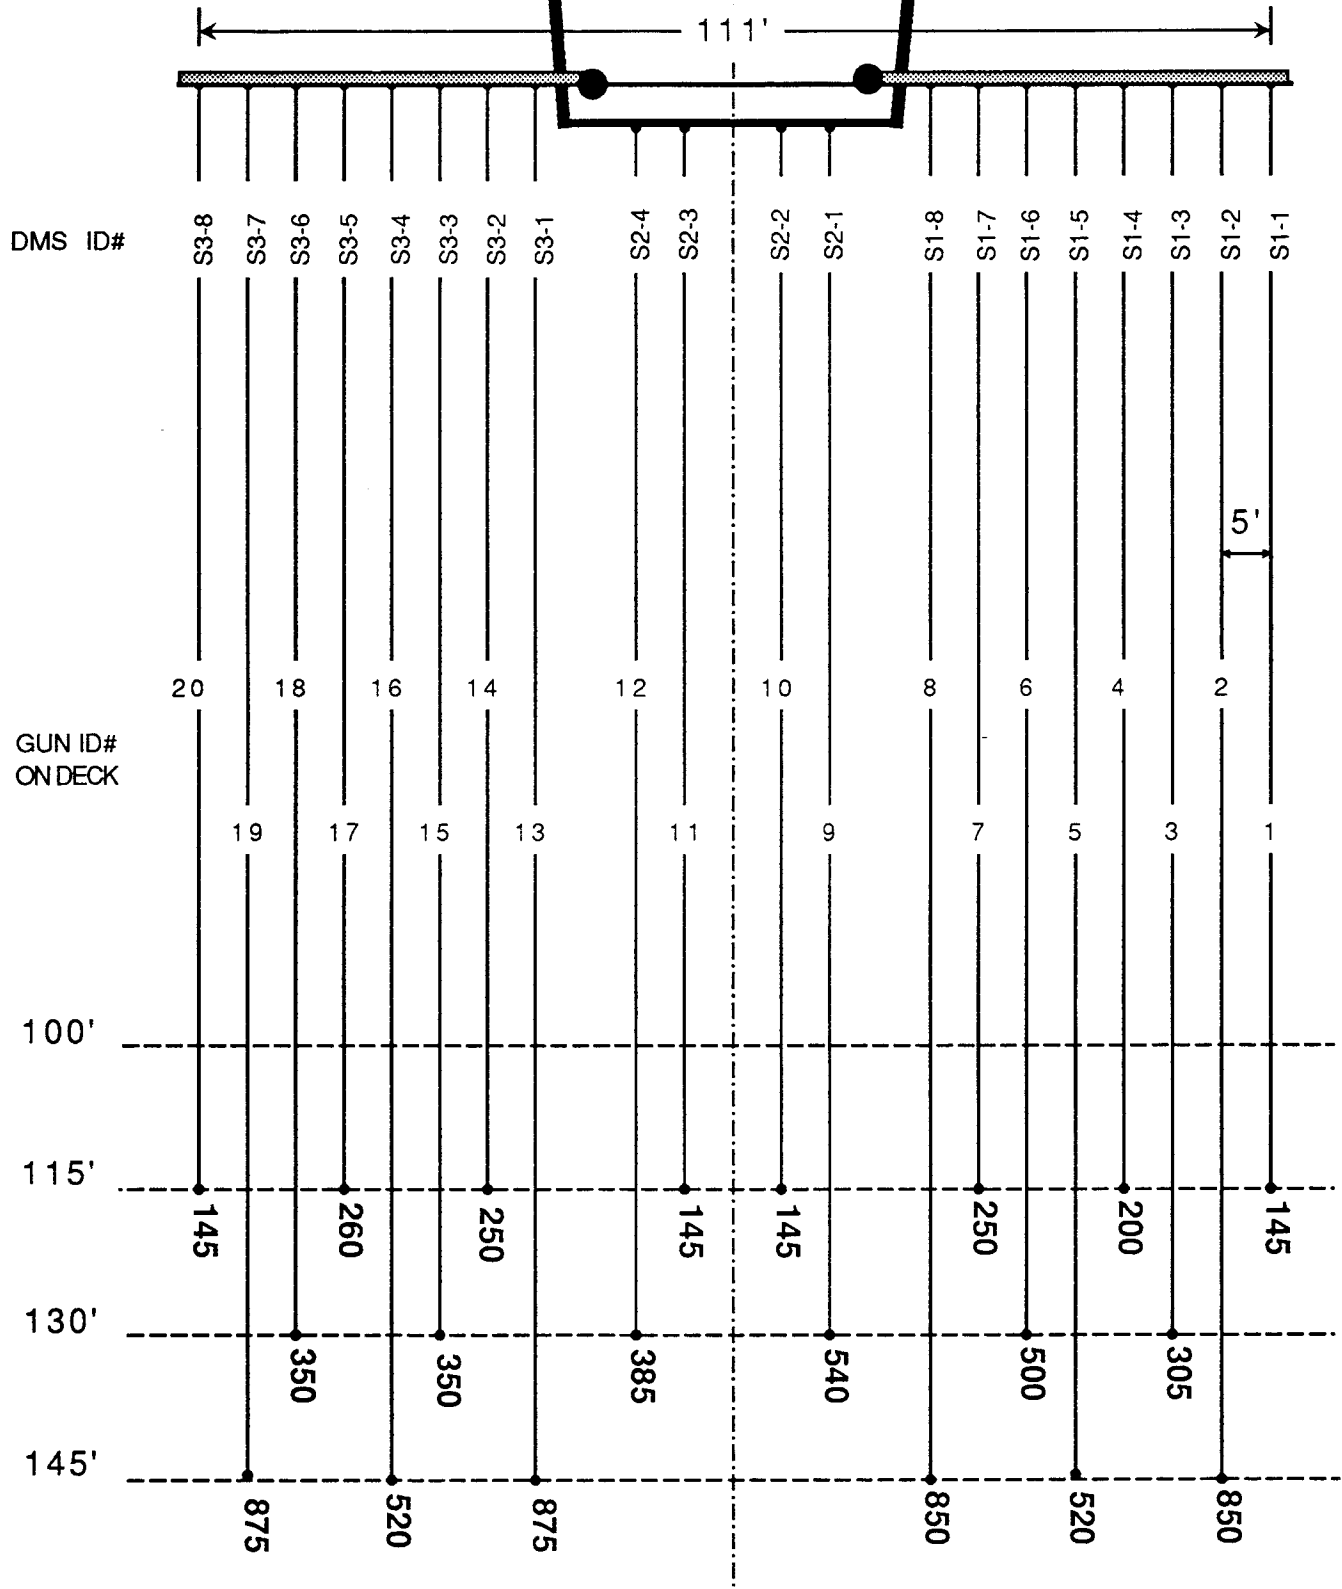 111'
DMS ID# S3-8 S3-7 S3-6 S3-5 S3-4 S3-3 S3-2 S3-1 S2-4 S2-3 S2-2 S2-1 S1-8 S1-7 S1-6 S1-5 S1-4 S1-3 S1-2 S1-1
5'
20 18 16 14 12 10 8 6 4 2
GUN ID#
ON DECK
19 17 15 13 11 9 7 5 3 1
100'
115'
145 260 250 145 145 250 200 145
130'
350 350 385 540 500 305
145'
875 520 875 850 520 850